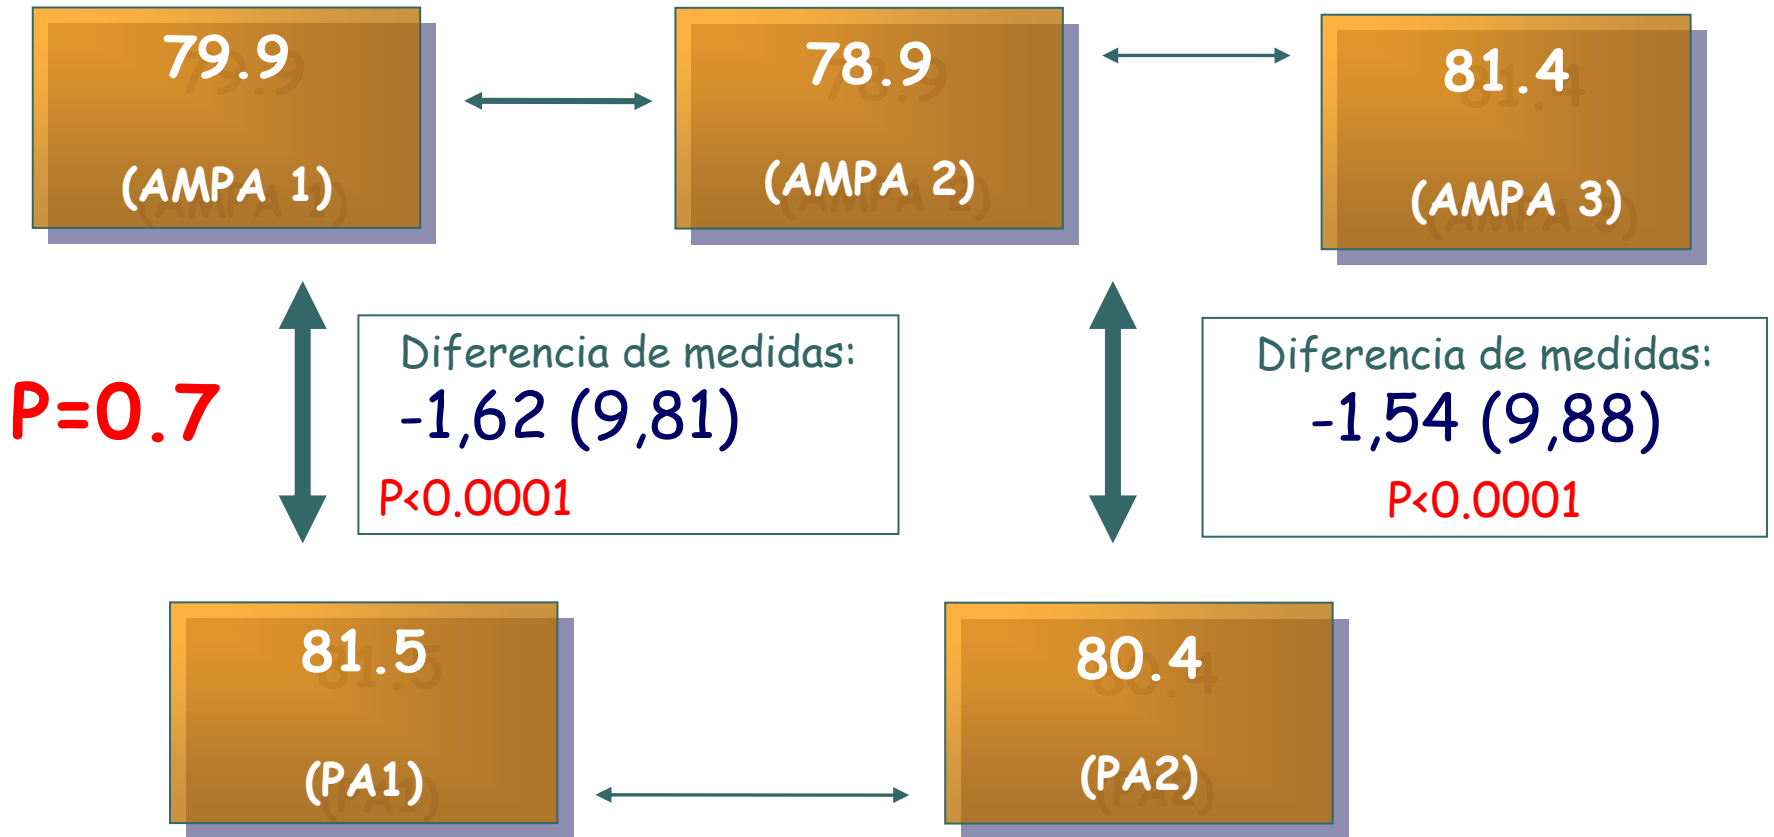 79.9
(AMPA 1)
78.9
(AMPA 2)
81.4
(AMPA 3)
P=0.7
Diferencia de medidas:
-1,62 (9,81)
P<0.0001
Diferencia de medidas:
-1,54 (9,88)
P<0.0001
81.5
(PA1)
80.4
(PA2)